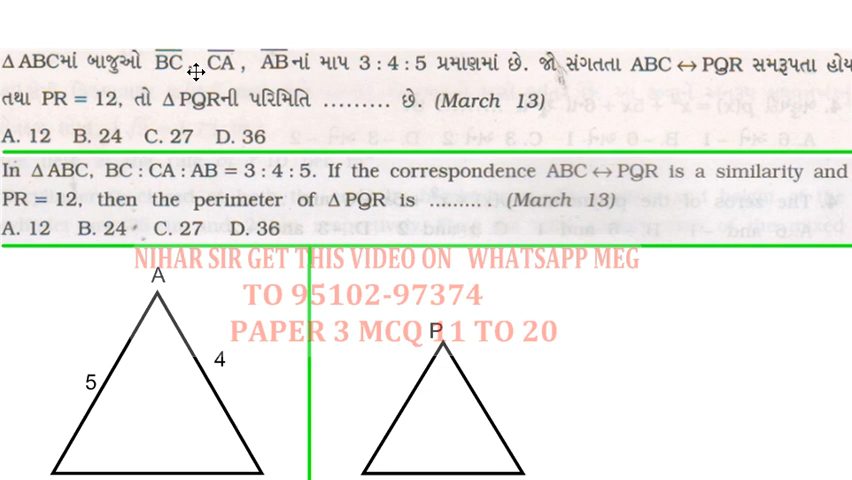 Δ ABCમાં બાજુઓ BC, CA, ABનાં માપ 3 : 4 : 5 પ્રમાણમાં છે. જો સંગતતા ABC ↔ PQR સમરૂપતા હોય
તથા PR = 12, તો Δ PQRની પરિમિતિ ......... છે. (March 13)
A. 12 B. 24 C. 27 D. 36
In Δ ABC, BC : CA : AB = 3 : 4 : 5. If the correspondence ABC ↔ PQR is a similarity and
PR = 12, then the perimeter of Δ PQR is .......... (March 13)
A. 12 B. 24 C. 27 D. 36
NIHAR SIR GET THIS VIDEO ON WHATSAPP MEG
TO 95102-97374
PAPER 3 MCQ 11 TO 20
A
P
4
5